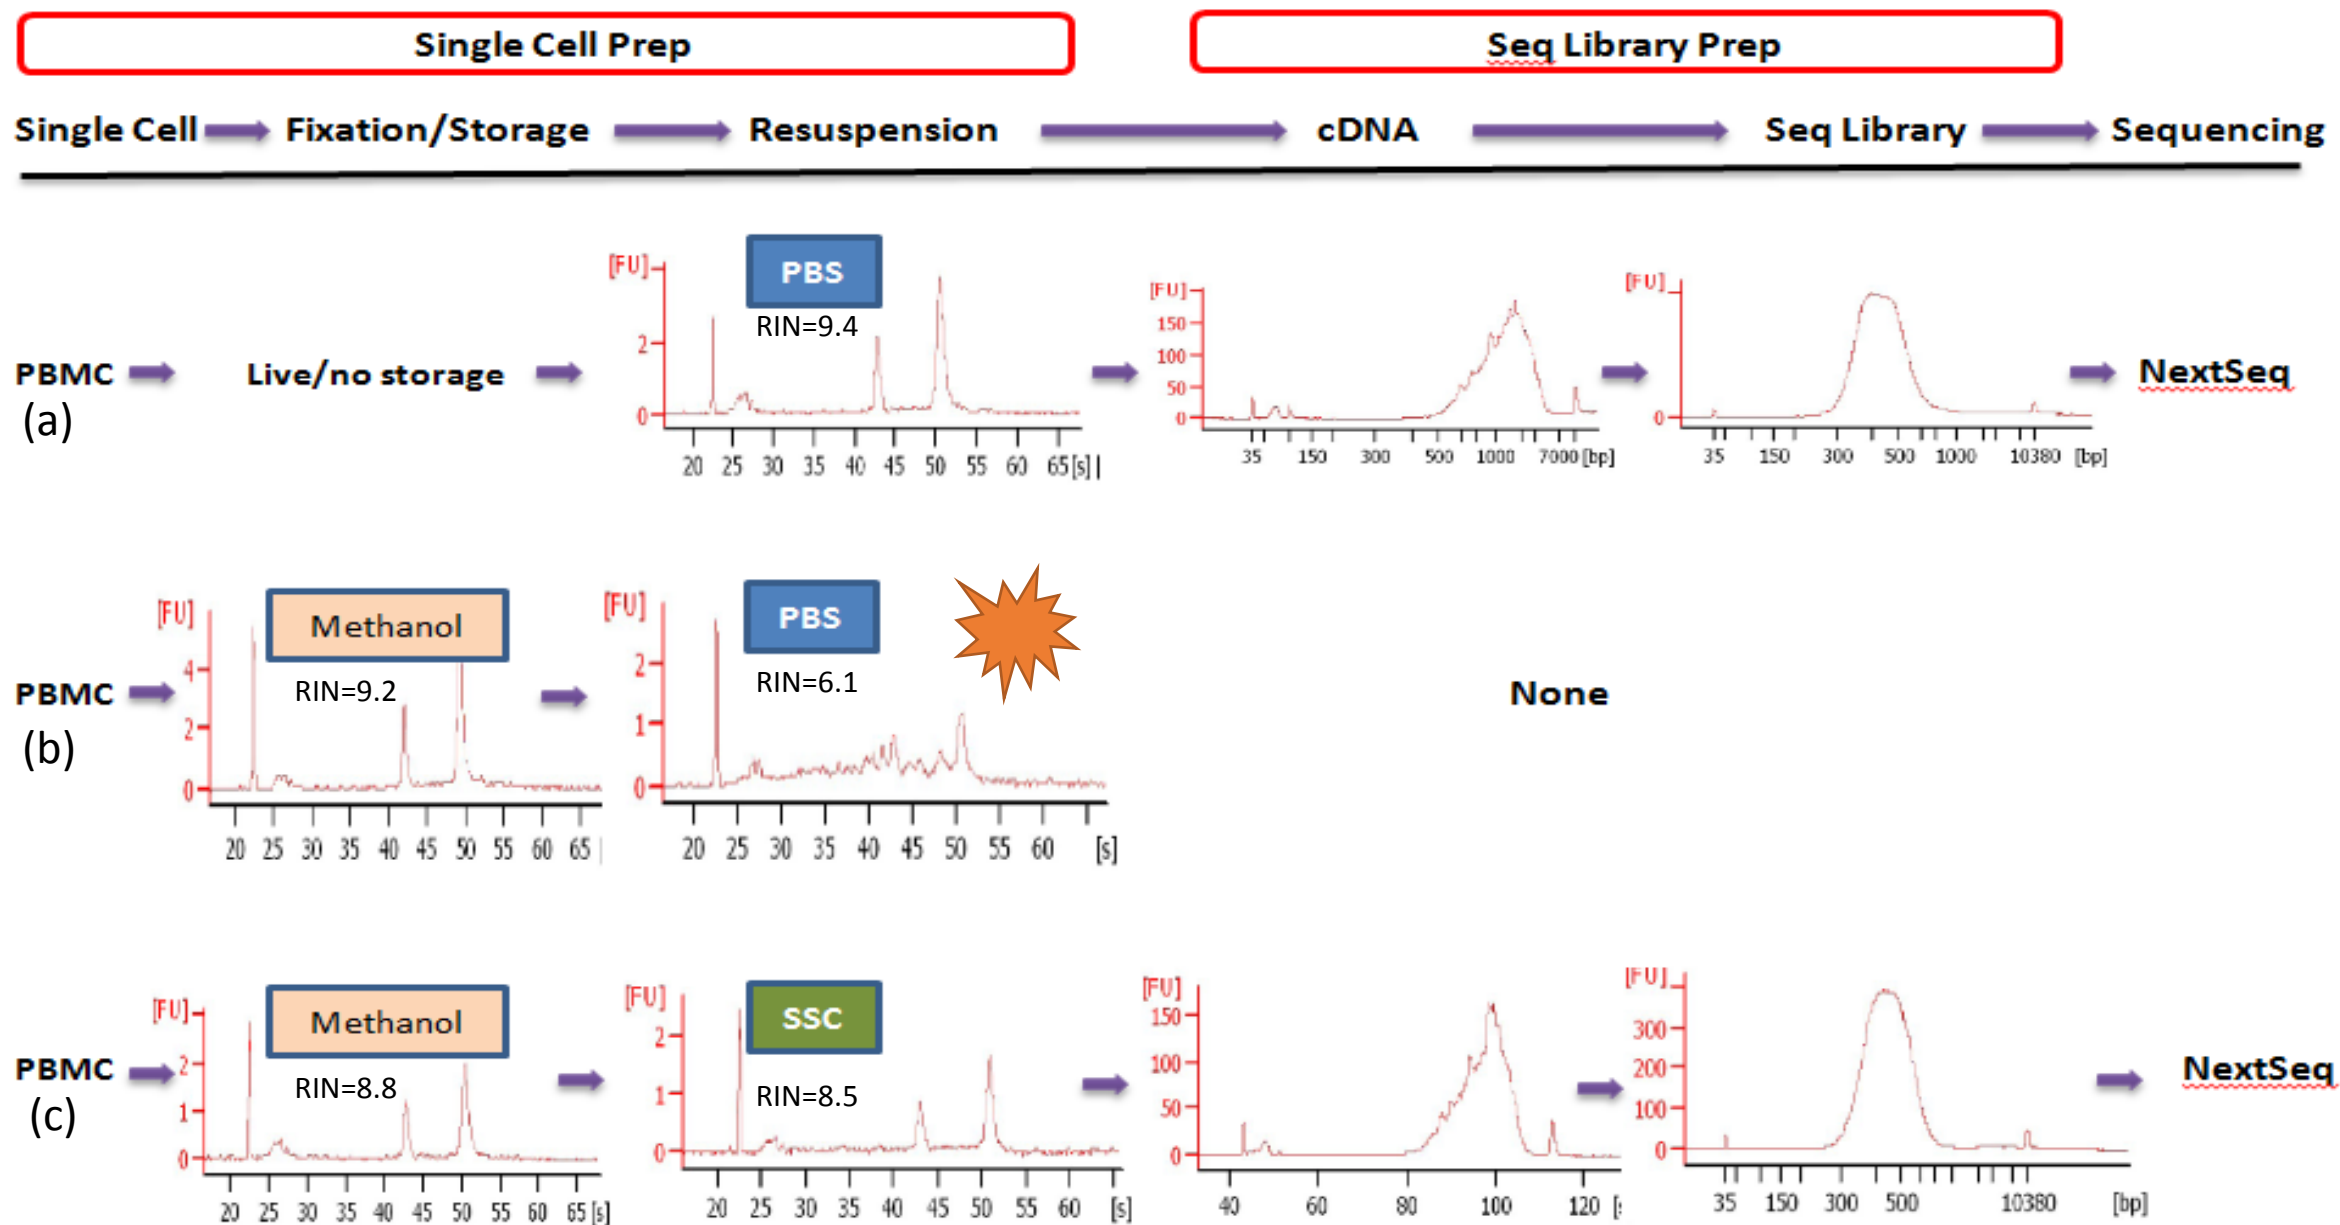 Single Cell Prep
Seq Library Prep
Single Cell Fixation/Storage Resuspension cDNA Seq Library Sequencing
PBMC
(a)
Live/no storage
[FU]
PBS
RIN=9.4
2
0
20 25 30 35 40 45 50 55 60 65 [s]
[FU]
150
100
50
0
35 150 300 500 1000 7000 [bp]
[FU]
0
35 150 300 500 1000 10380 [bp]
NextSeq
PBMC
(b)
[FU]
Methanol
RIN=9.2
4
2
0
20 25 30 35 40 45 50 55 60 65
[FU]
PBS
RIN=6.1
2
1
0
20 25 30 35 40 45 50 55 60 [s]
None
PBMC
(c)
[FU]
Methanol
RIN=8.8
2
1
0
20 25 30 35 40 45 50 55 60 65 [s]
[FU]
SSC
RIN=8.5
2
1
0
20 25 30 35 40 45 50 55 60 [s]
[FU]
150
100
50
0
40 60 80 100 120
[FU]
300
200
100
0
35 150 300 500 10380 [bp]
NextSeq